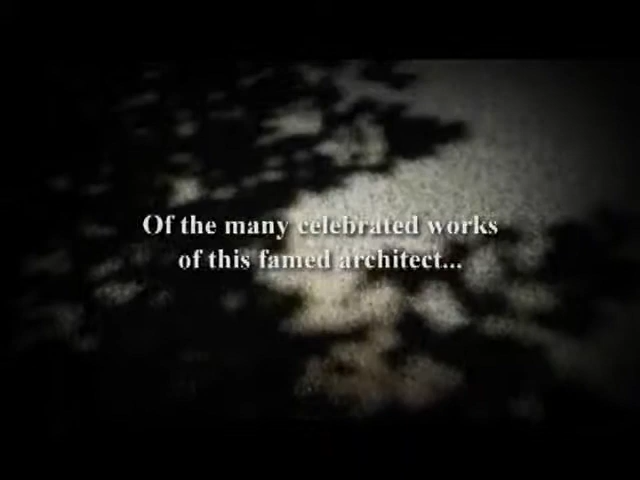 Of the many celebrated works
of this famed architect...